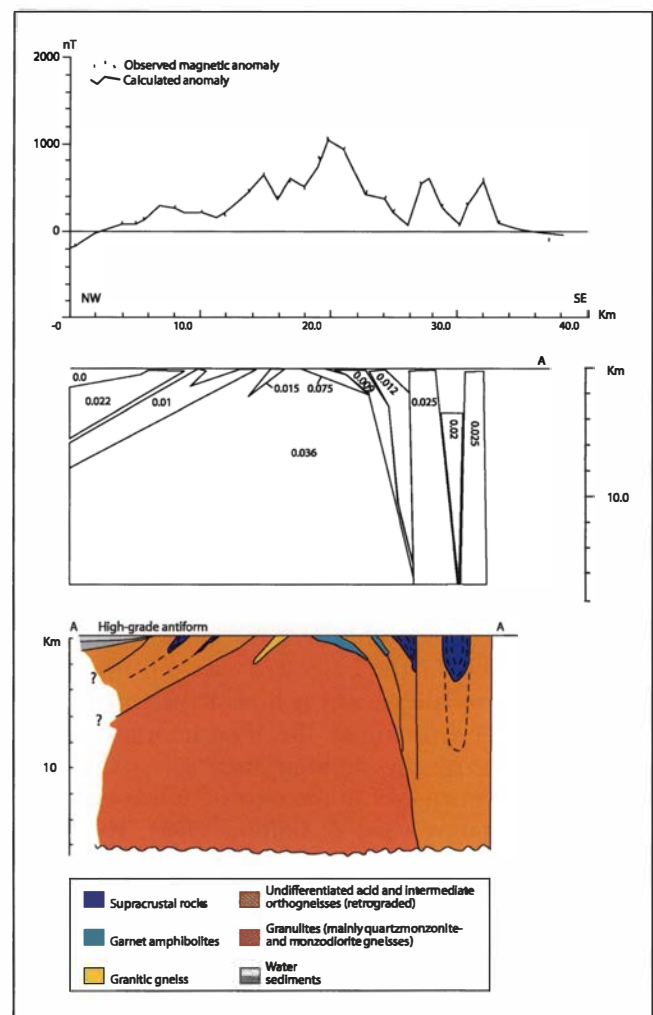 nT
2000
Observed magnetic anomaly
Calculated anomaly
1000
0
NW
SE
-0
10.0
20.0
30.0
40.0
Km
A
Km
0.0
0.022
0.01
0.015
0.075
0.009
0.012
0.025
0.02
0.025
0.036
10.0
A
High-grade antiform
A
Km
?
?
10
Supracrustal rocks
Garnet amphibolites
Granitic gneiss
Undifferentiated acid and intermediate
orthogneisses (retrograded)
Granulites (mainly quartzmonzonite-
and monzodiorite gneisses)
Water
sediments